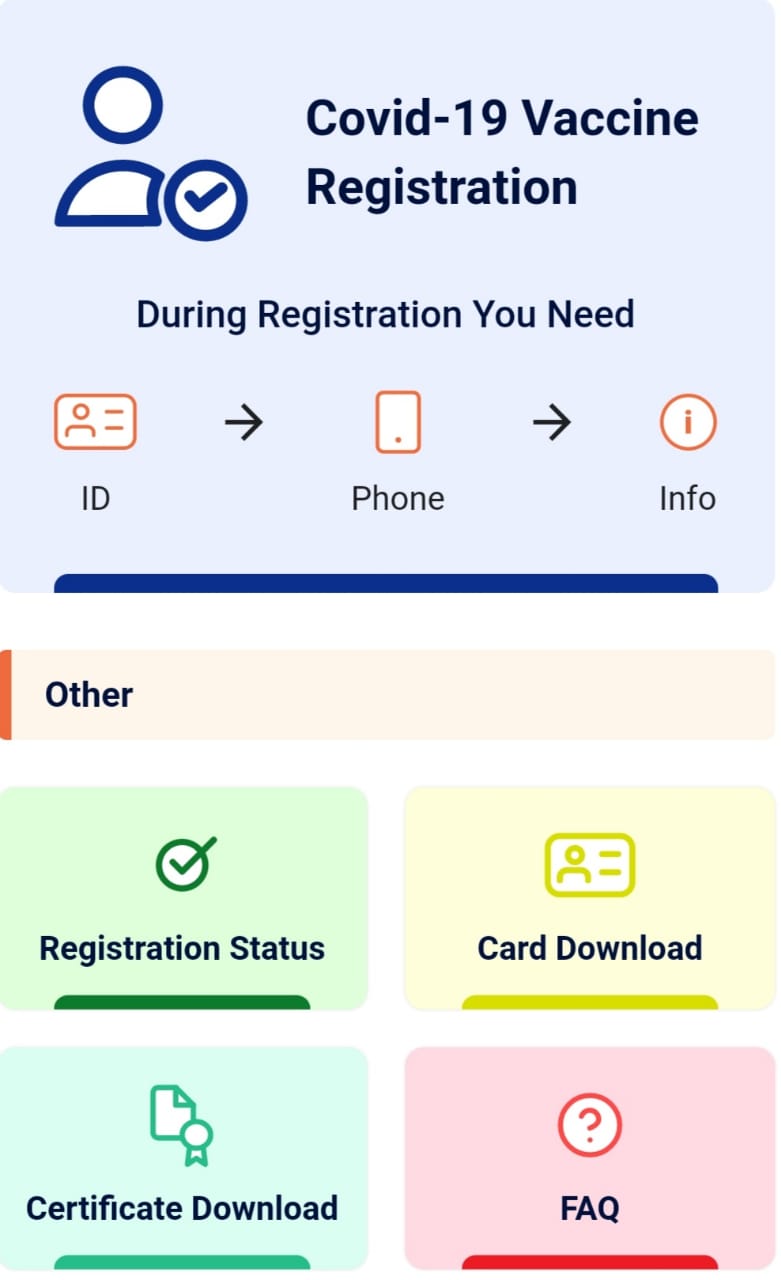 Covid-19 Vaccine
Registration
During Registration You Need
ID
Phone
Info
Other
Registration Status
Card Download
Certificate Download
FAQ